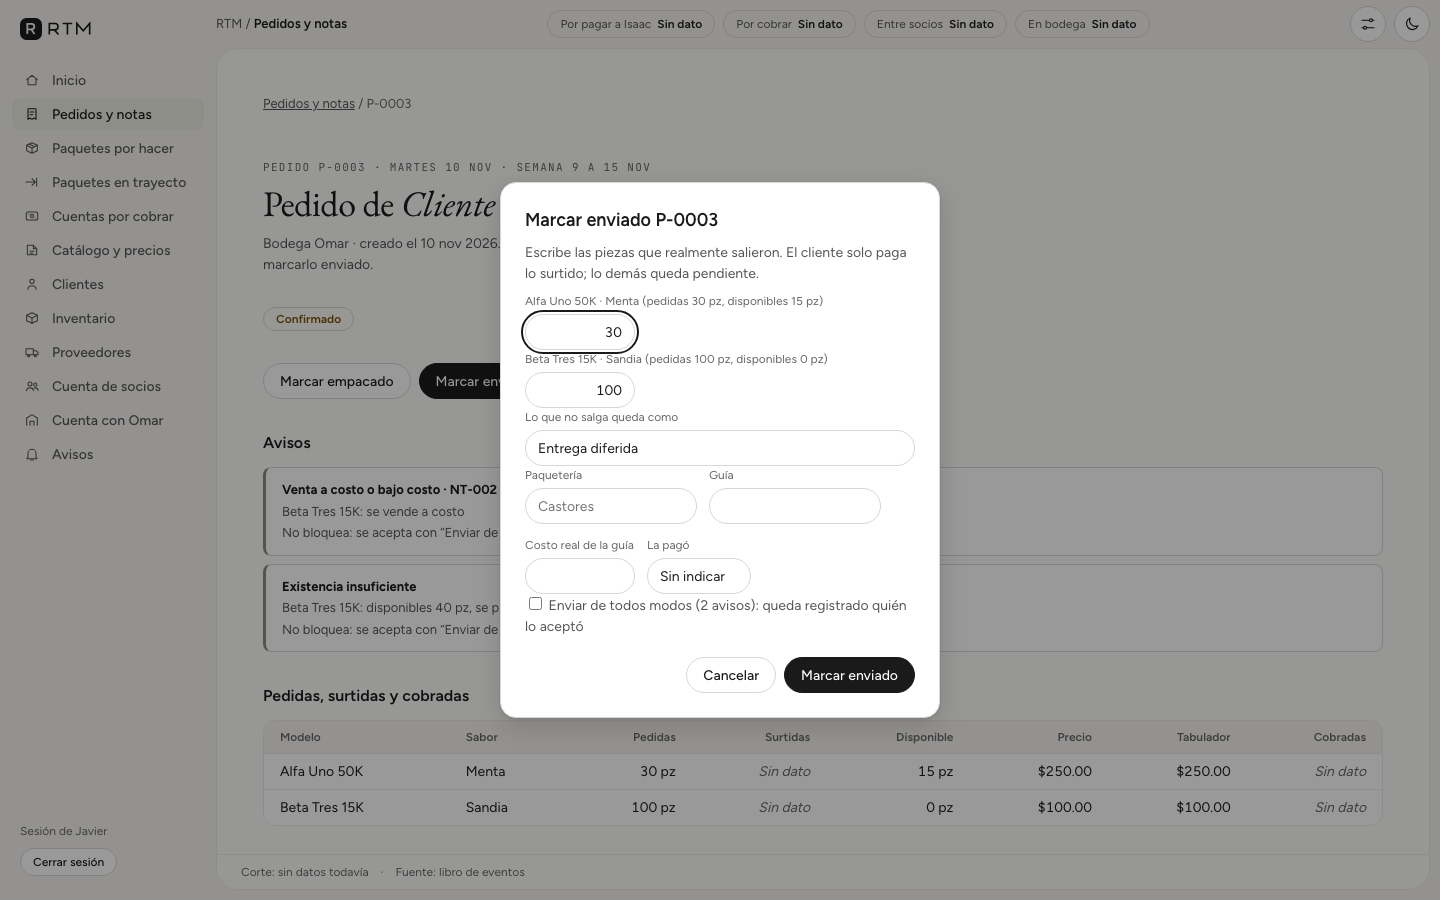 R RTM
RTM / Pedidos y notas
Por pagar a Isaac Sin dato
Por cobrar Sin dato
Entre socios Sin dato
En bodega Sin dato
Inicio
Pedidos y notas
Paquetes por hacer
Paquetes en trayecto
Cuentas por cobrar
Catálogo y precios
Clientes
Inventario
Proveedores
Cuenta de socios
Cuenta con Omar
Avisos
Sesión de Javier
Cerrar sesión
Pedidos y notas / P-0003
PEDIDO P-0003 · MARTES 10 NOV · SEMANA 9 A 15 NOV
Pedido de Cliente
Bodega Omar · creado el 10 nov 2026.
marcarlo enviado.
Confirmado
Marcar empacado
Marcar env
Avisos
Venta a costo o bajo costo · NT-002
Beta Tres 15K: se vende a costo
No bloquea: se acepta con “Enviar de
Existencia insuficiente
Beta Tres 15K: disponibles 40 pz, se p
No bloquea: se acepta con “Enviar de
Marcar enviado P-0003
Escribe las piezas que realmente salieron. El cliente solo paga
lo surtido; lo demás queda pendiente.
Alfa Uno 50K · Menta (pedidas 30 pz, disponibles 15 pz)
30
Beta Tres 15K · Sandia (pedidas 100 pz, disponibles 0 pz)
100
Lo que no salga queda como
Entrega diferida
Paquetería Guía
Castores
Costo real de la guía La pagó
Sin indicar
Enviar de todos modos (2 avisos): queda registrado quién
lo aceptó
Cancelar
Marcar enviado
Pedidas, surtidas y cobradas
Modelo Sabor Pedidas Surtidas Disponible Precio Tabulador Cobradas
Alfa Uno 50K Menta 30 pz Sin dato 15 pz $250.00 $250.00 Sin dato
Beta Tres 15K Sandia 100 pz Sin dato 0 pz $100.00 $100.00 Sin dato
Corte: sin datos todavía · Fuente: libro de eventos